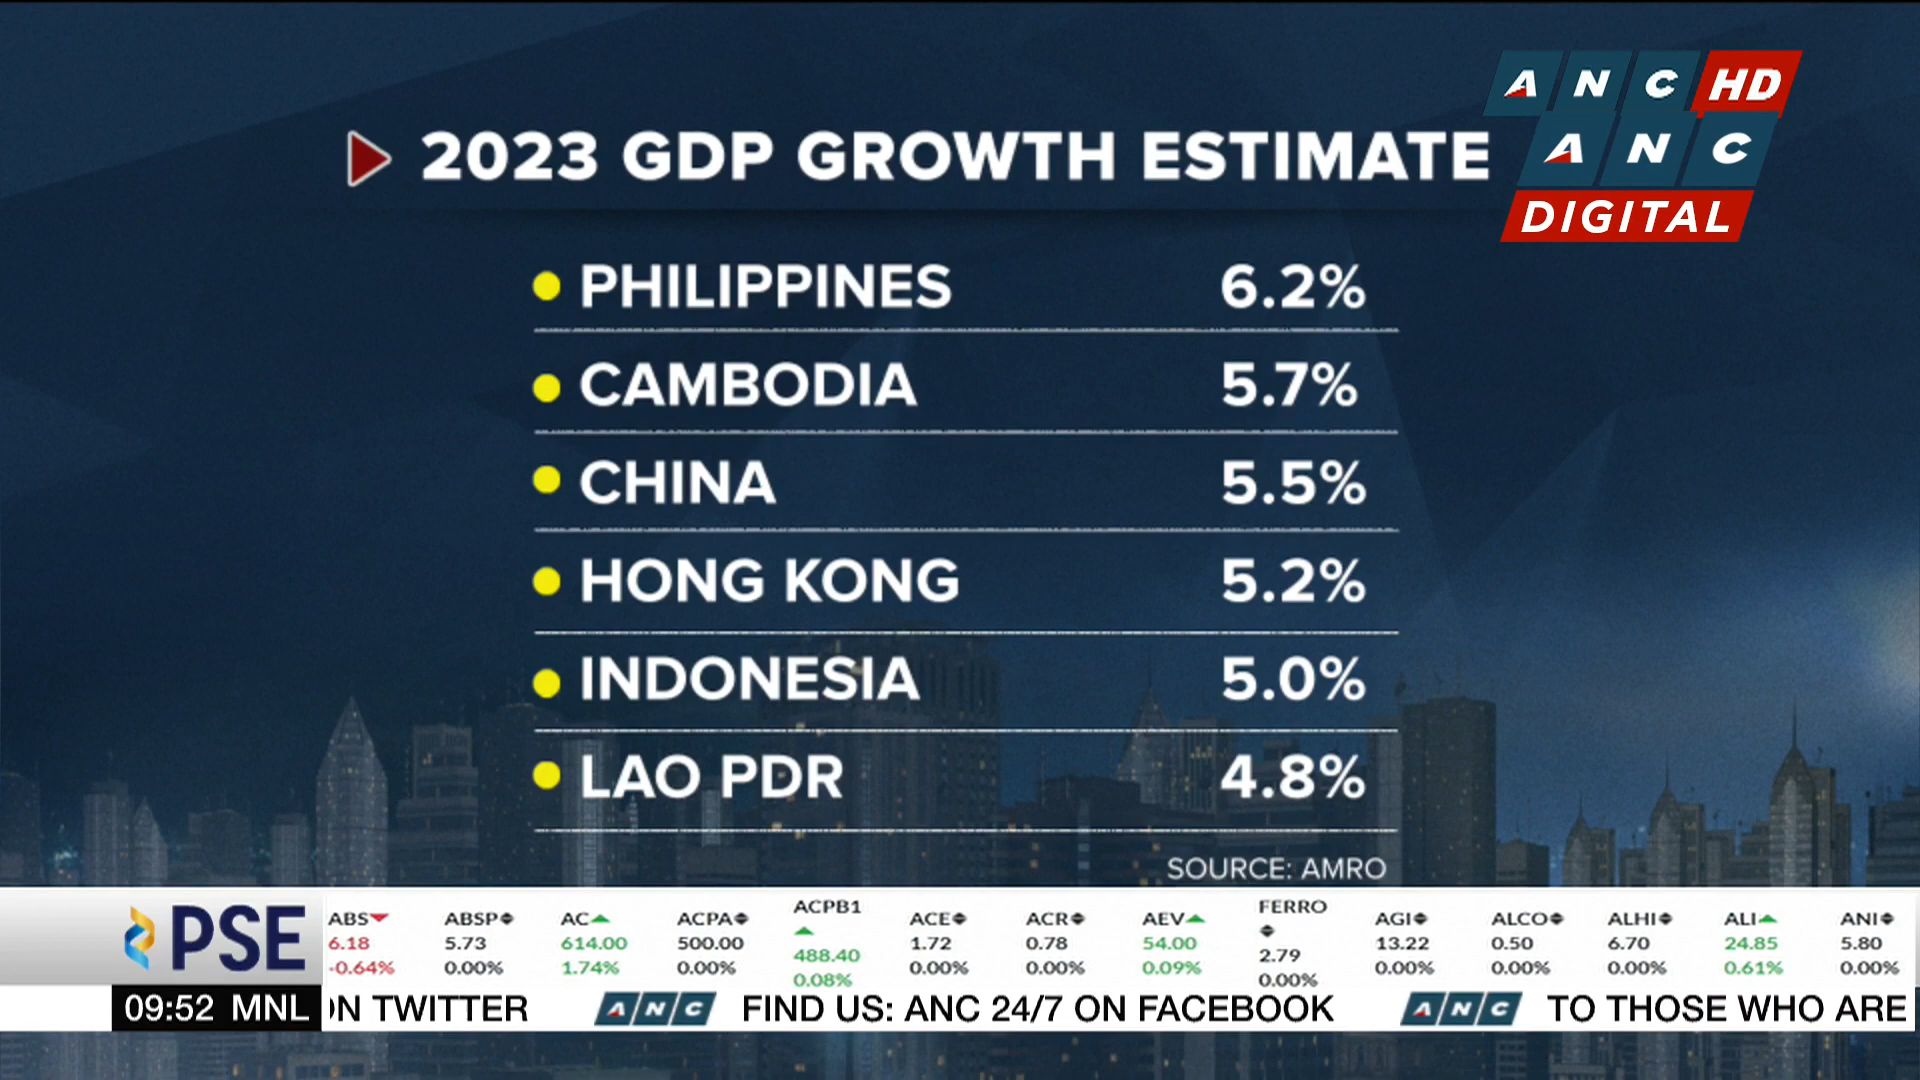 ANC HD
ANC
DIGITAL
2023 GDP GROWTH ESTIMATE
PHILIPPINES 6.2%
CAMBODIA 5.7%
CHINA 5.5%
HONG KONG 5.2%
INDONESIA 5.0%
LAO PDR 4.8%
SOURCE: AMRO
PSE
ABS ABSP AC ACPA ACPB1 ACE ACR AEV FERRO AGI ALCO ALHI ALI ANI
6.18 5.73 614.00 500.00 488.40 1.72 0.78 54.00 2.79 13.22 0.50 6.70 24.85 5.80
-0.64% 0.00% 1.74% 0.00% 0.08% 0.00% 0.00% 0.09% 0.00% 0.00% 0.00% 0.00% 0.61% 0.00%
09:52 MNL ON TWITTER ANC FIND US: ANC 24/7 ON FACEBOOK ANC TO THOSE WHO ARE